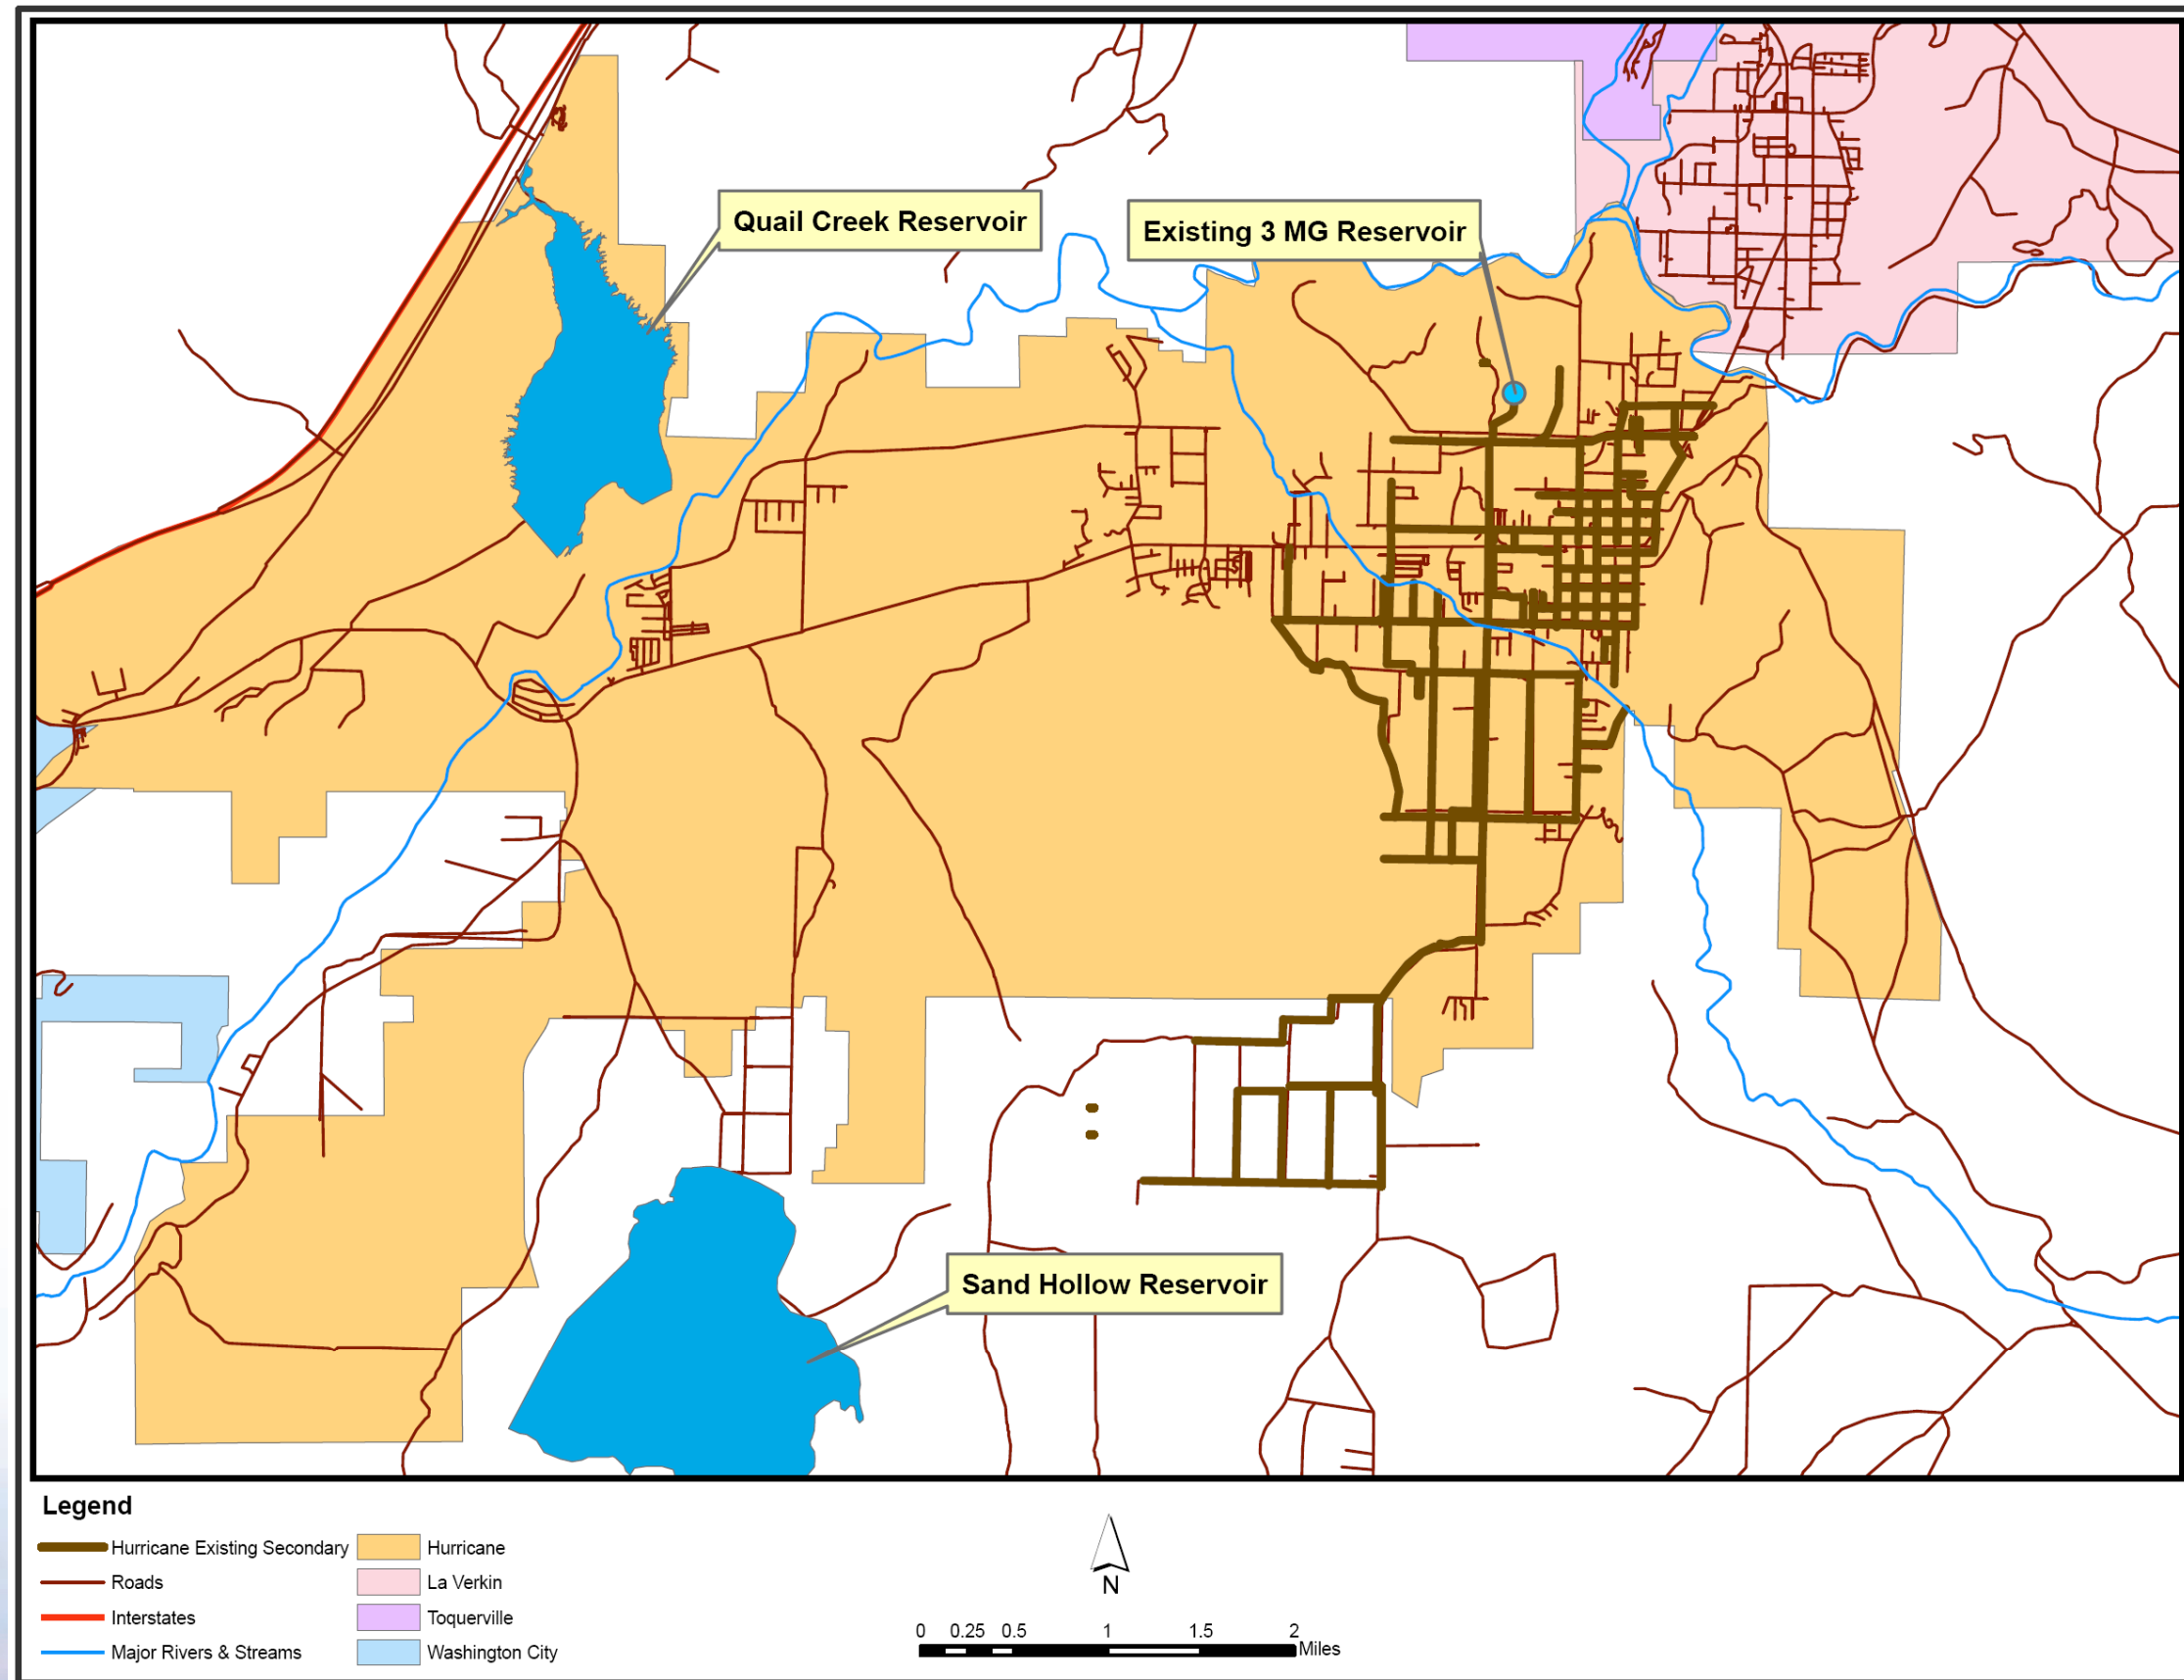 Quail Creek Reservoir
Existing 3 MG Reservoir
Sand Hollow Reservoir
Legend
Hurricane Existing Secondary
Roads
Interstates
Major Rivers & Streams
Hurricane
La Verkin
Toquerville
Washington City
N
0 0.25 0.5 1 1.5 2
Miles